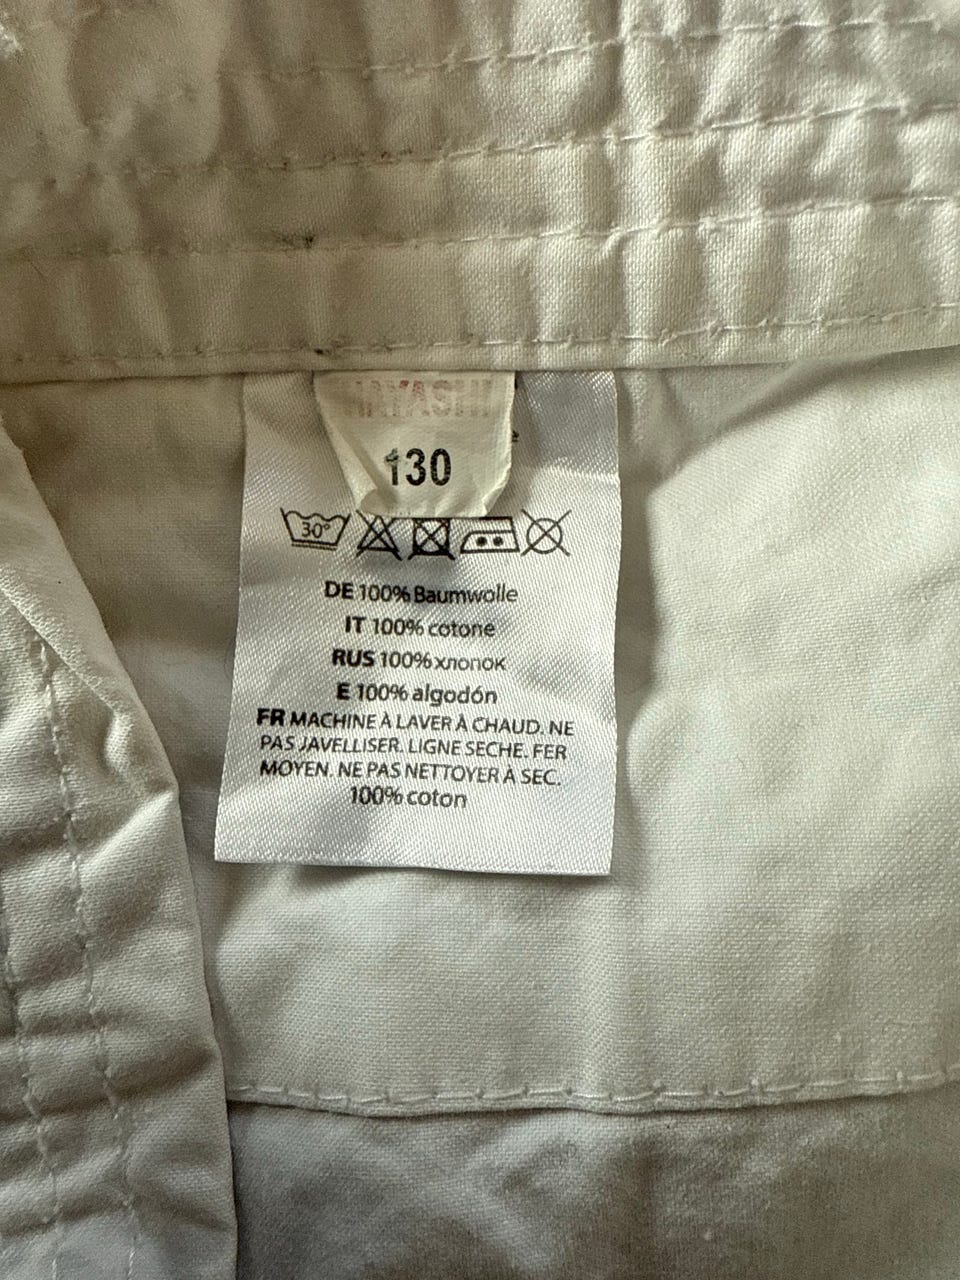 HAYASHI
130
30°
DE 100% Baumwolle
IT 100% cotone
RUS 100% хлопок
E 100% algodón
FR MACHINE À LAVER À CHAUD. NE
PAS JAVELLISER. LIGNE SECHE. FER
MOYEN. NE PAS NETTOYER À SEC.
100% coton